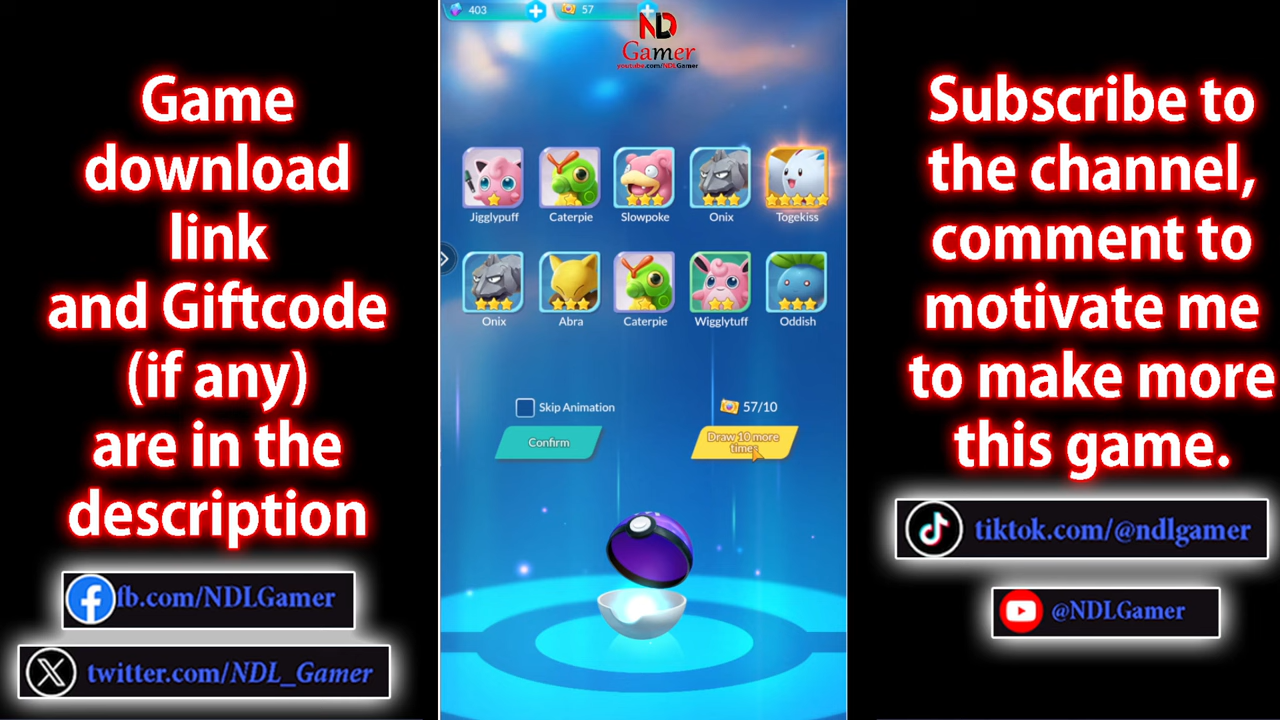 Game
download
link
and Giftcode
(if any)
are in the
description
fb.com/NDLGamer
twitter.com/NDL_Gamer
403
57
ND
Gamer
youtube.com/NDLGamer
Jigglypuff
Caterpie
Slowpoke
Onix
Togekiss
Onix
Abra
Caterpie
Wigglytuff
Oddish
Skip Animation
57/10
Confirm
Draw 10 more
times
Subscribe to
the channel,
comment to
motivate me
to make more
this game.
tiktok.com/@ndlgamer
@NDLGamer